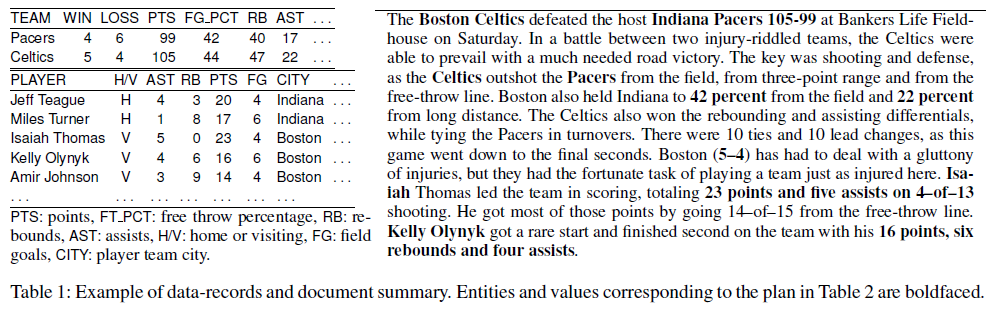 TEAM WIN LOSS PTS FG_PCT RB AST ...
Pacers 4 6 99 42 40 17 ...
Celtics 5 4 105 44 47 22 ...
PLAYER H/V AST RB PTS FG CITY ...
Jeff Teague H 4 3 20 4 Indiana ...
Miles Turner H 1 8 17 6 Indiana ...
Isaiah Thomas V 5 0 23 4 Boston ...
Kelly Olynyk V 4 6 16 6 Boston ...
Amir Johnson V 3 9 14 4 Boston ...
... ... ... ... ... ... ...
PTS: points, FT_PCT: free throw percentage, RB: re-
bounds, AST: assists, H/V: home or visiting, FG: field
goals, CITY: player team city.
The Boston Celtics defeated the host Indiana Pacers 105-99 at Bankers Life Field-
house on Saturday. In a battle between two injury-riddled teams, the Celtics were
able to prevail with a much needed road victory. The key was shooting and defense,
as the Celtics outshot the Pacers from the field, from three-point range and from the
free-throw line. Boston also held Indiana to 42 percent from the field and 22 percent
from long distance. The Celtics also won the rebounding and assisting differentials,
while tying the Pacers in turnovers. There were 10 ties and 10 lead changes, as this
game went down to the final seconds. Boston (5–4) has had to deal with a gluttony
of injuries, but they had the fortunate task of playing a team just as injured here. Isa-
iah Thomas led the team in scoring, totaling 23 points and five assists on 4–of–13
shooting. He got most of those points by going 14–of–15 from the free-throw line.
Kelly Olynyk got a rare start and finished second on the team with his 16 points, six
rebounds and four assists.
Table 1: Example of data-records and document summary. Entities and values corresponding to the plan in Table 2 are boldfaced.